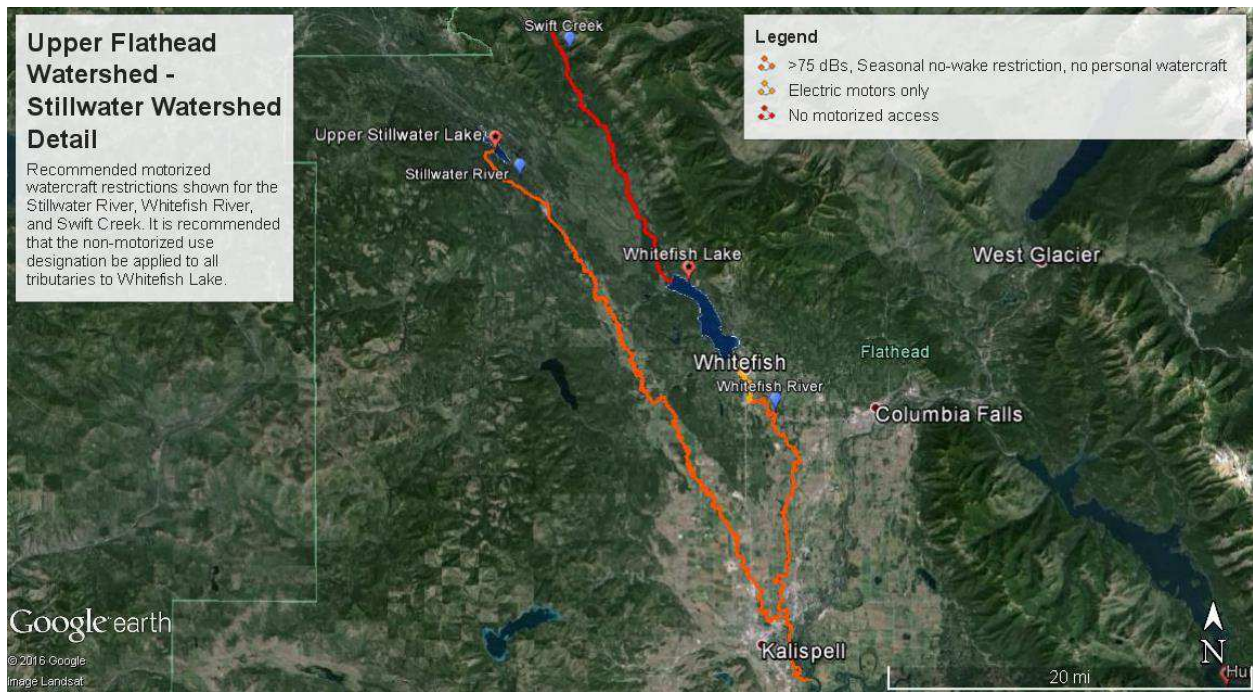 Upper Flathead
Watershed -
Stillwater Watershed
Detail
Recommended motorized
watercraft restrictions shown for the
Stillwater River, Whitefish River,
and Swift Creek. It is recommended
that the non-motorized use
designation be applied to all
tributaries to Whitefish Lake.
Legend
>75 dBs, Seasonal no-wake restriction, no personal watercraft
Electric motors only
No motorized access
Swift Creek
Upper Stillwater Lake
Stillwater River
Whitefish Lake
West Glacier
Whitefish
Flathead
Whitefish River
Columbia Falls
Kalispell
Google earth
© 2016 Google
Image Landsat
N
20 mi
Hu